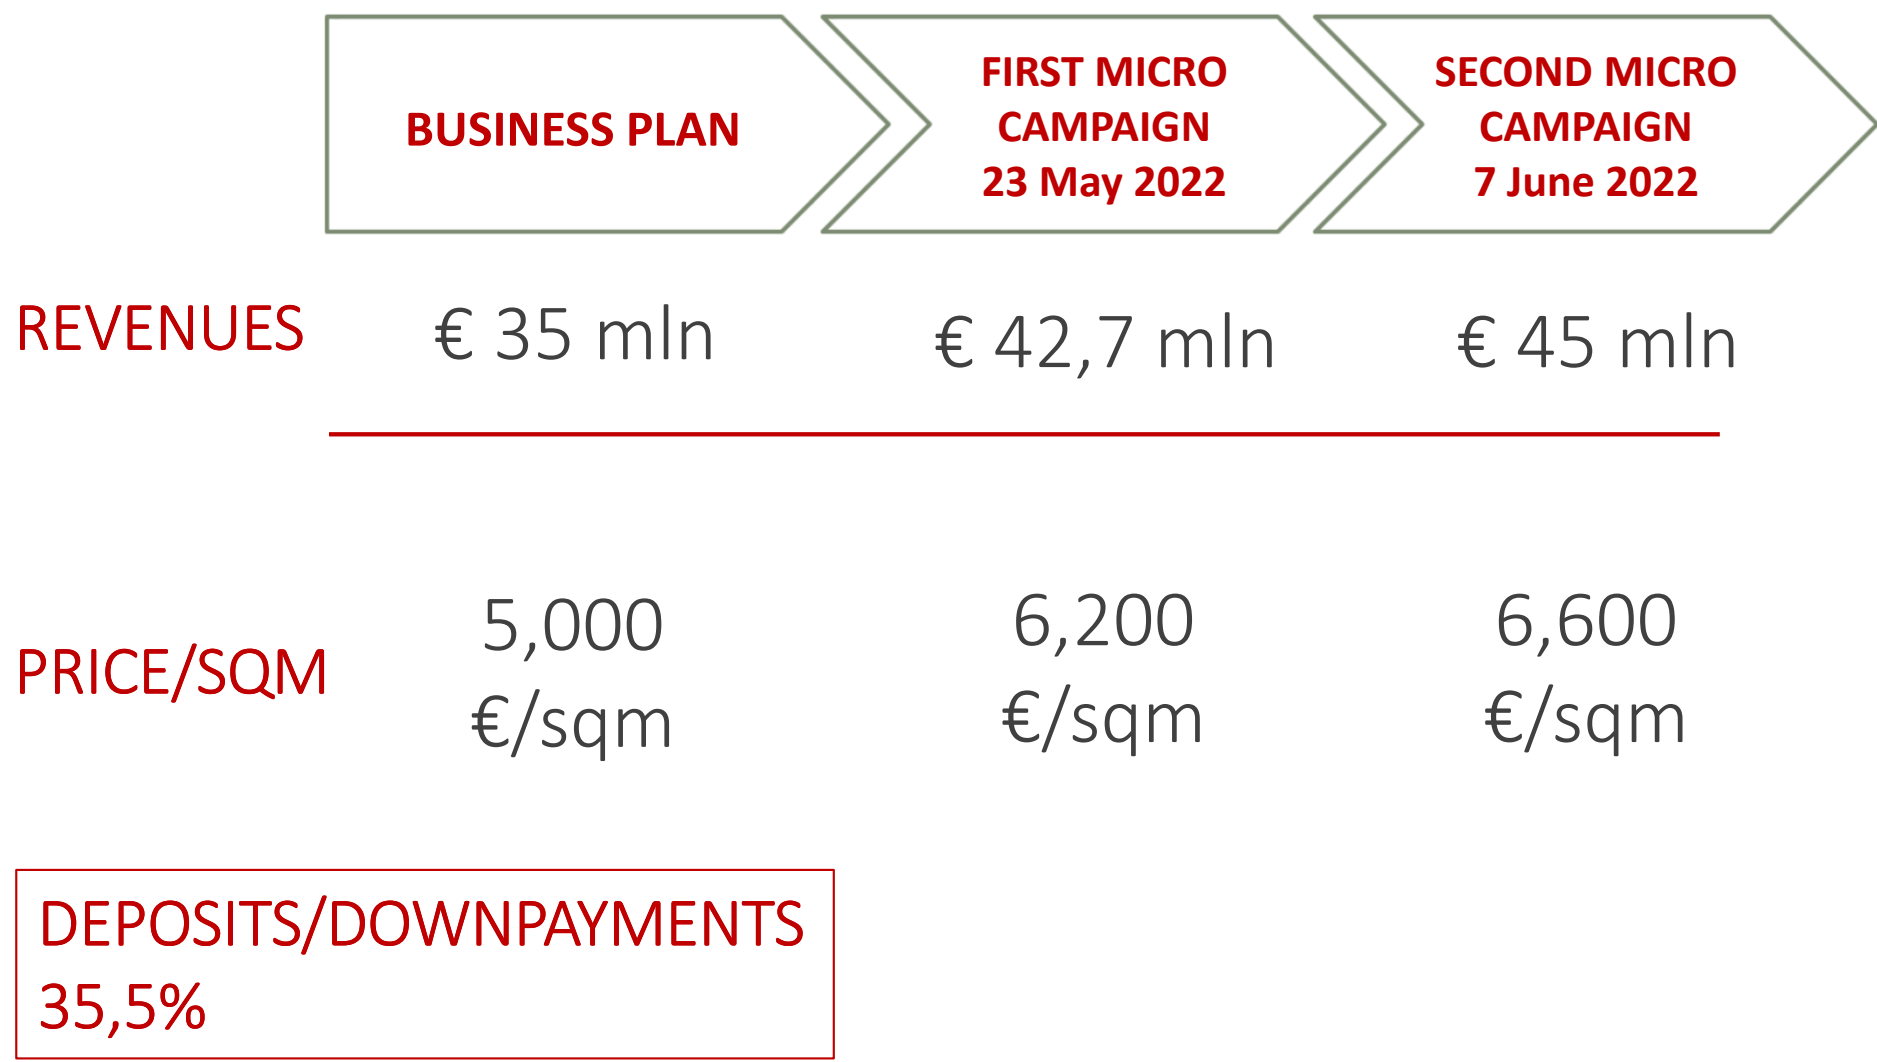 BUSINESS PLAN
FIRST MICRO
CAMPAIGN
23 May 2022
SECOND MICRO
CAMPAIGN
7 June 2022
REVENUES
€ 35 mln
€ 42,7 mln
€ 45 mln
PRICE/SQM
5,000
€/sqm
6,200
€/sqm
6,600
€/sqm
DEPOSITS/DOWNPAYMENTS
35,5%